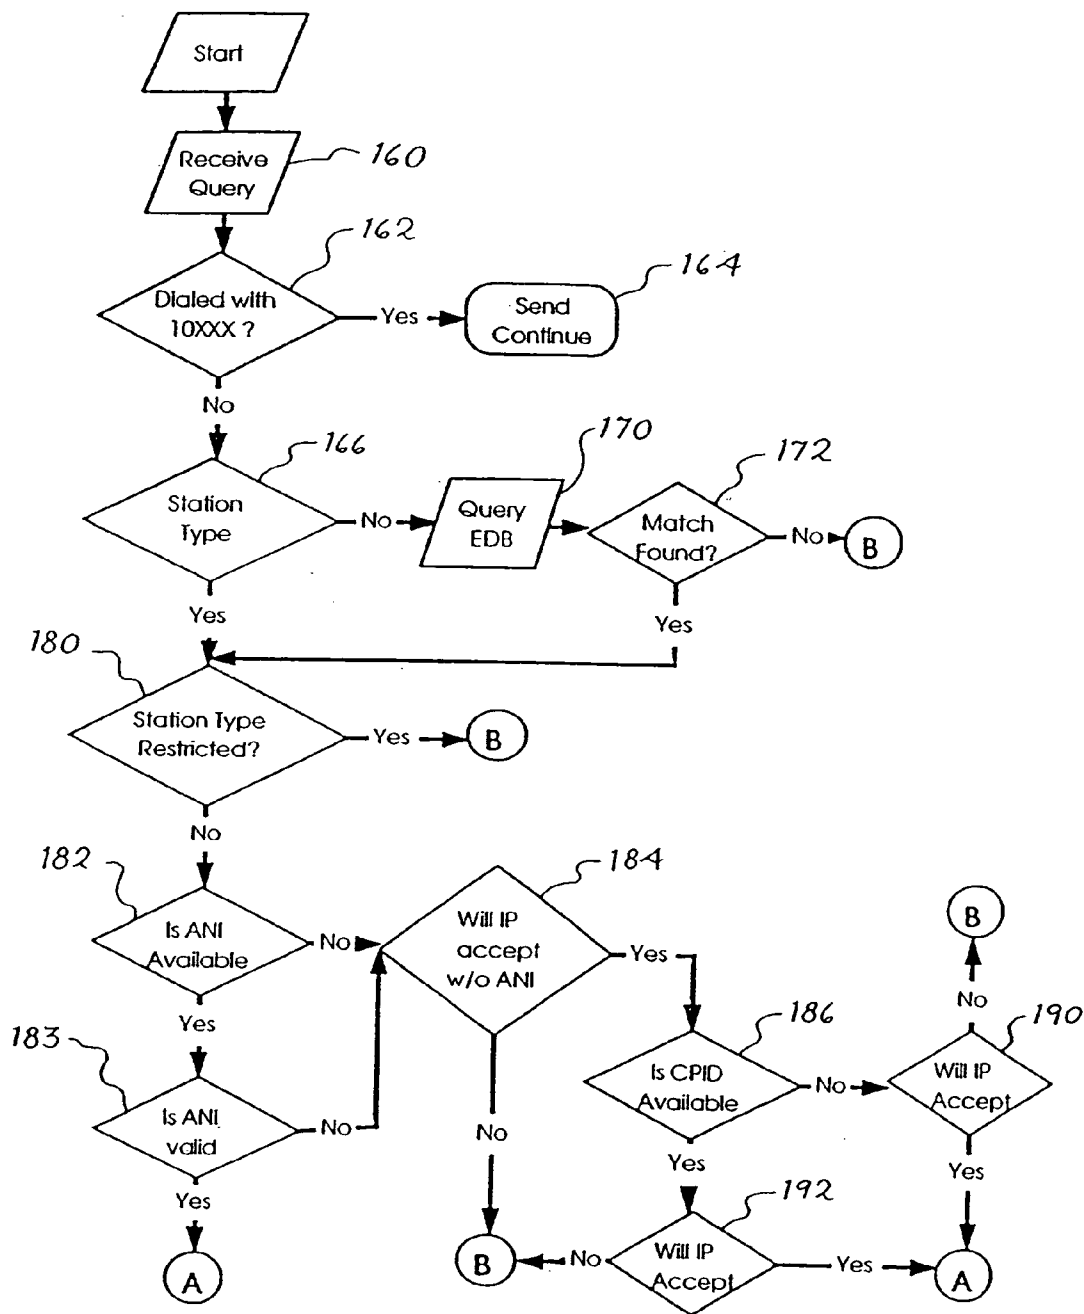 Start
Receive
Query
160
162
Dialed with
10XXX ?
Yes
Send
Continue
164
No
166
Station
Type
No
Query
EDB
170
Match
Found?
172
No
B
Yes
Yes
180
Station Type
Restricted?
Yes
B
No
182
Is ANI
Available
No
Will IP
accept
w/o ANI
184
Yes
B
No
Yes
183
Is ANI
valid
No
No
Is CPID
Available
186
No
Will IP
Accept
190
Yes
A
Yes
B
No
Will IP
Accept
192
Yes
Yes
A